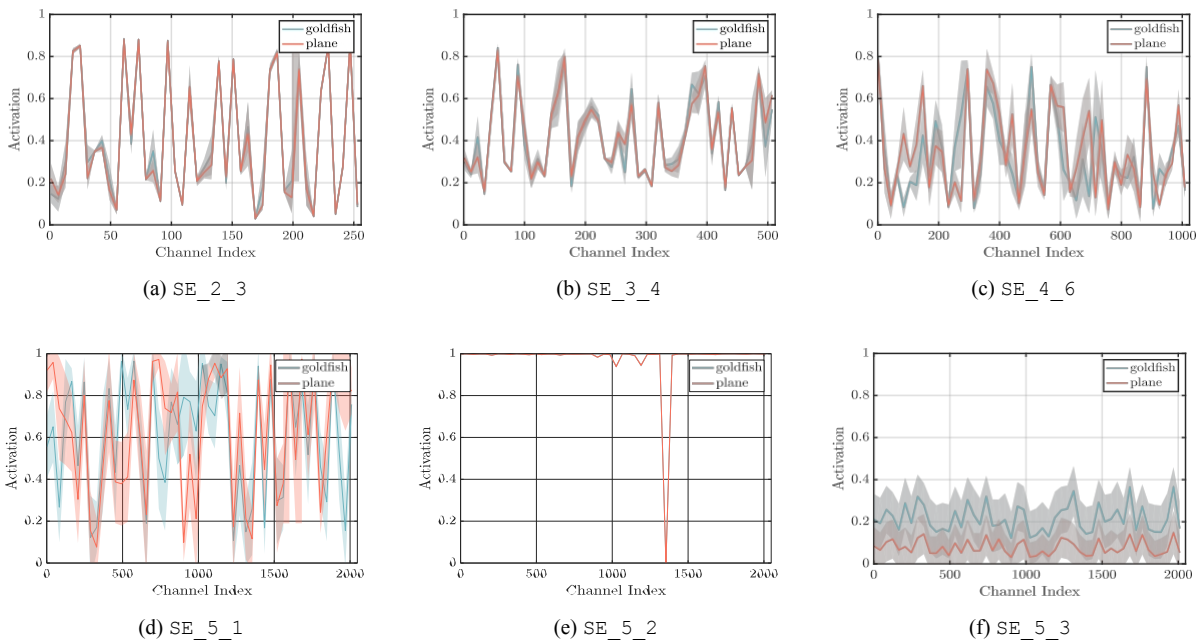 1
0.8
0.6
0.4
0.2
0
Activation
goldfish
plane
0 50 100 150 200 250
Channel Index
(a) SE_2_3
1
0.8
0.6
0.4
0.2
0
Activation
goldfish
plane
0 100 200 300 400 500
Channel Index
(b) SE_3_4
1
0.8
0.6
0.4
0.2
0
Activation
goldfish
plane
0 200 400 600 800 1000
Channel Index
(c) SE_4_6
1
0.8
0.6
0.4
0.2
0
Activation
goldfish
plane
0 500 1000 1500 2000
Channel Index
(d) SE_5_1
1
0.8
0.6
0.4
0.2
0
Activation
goldfish
plane
0 500 1000 1500 2000
Channel Index
(e) SE_5_2
1
0.8
0.6
0.4
0.2
0
Activation
goldfish
plane
0 500 1000 1500 2000
Channel Index
(f) SE_5_3